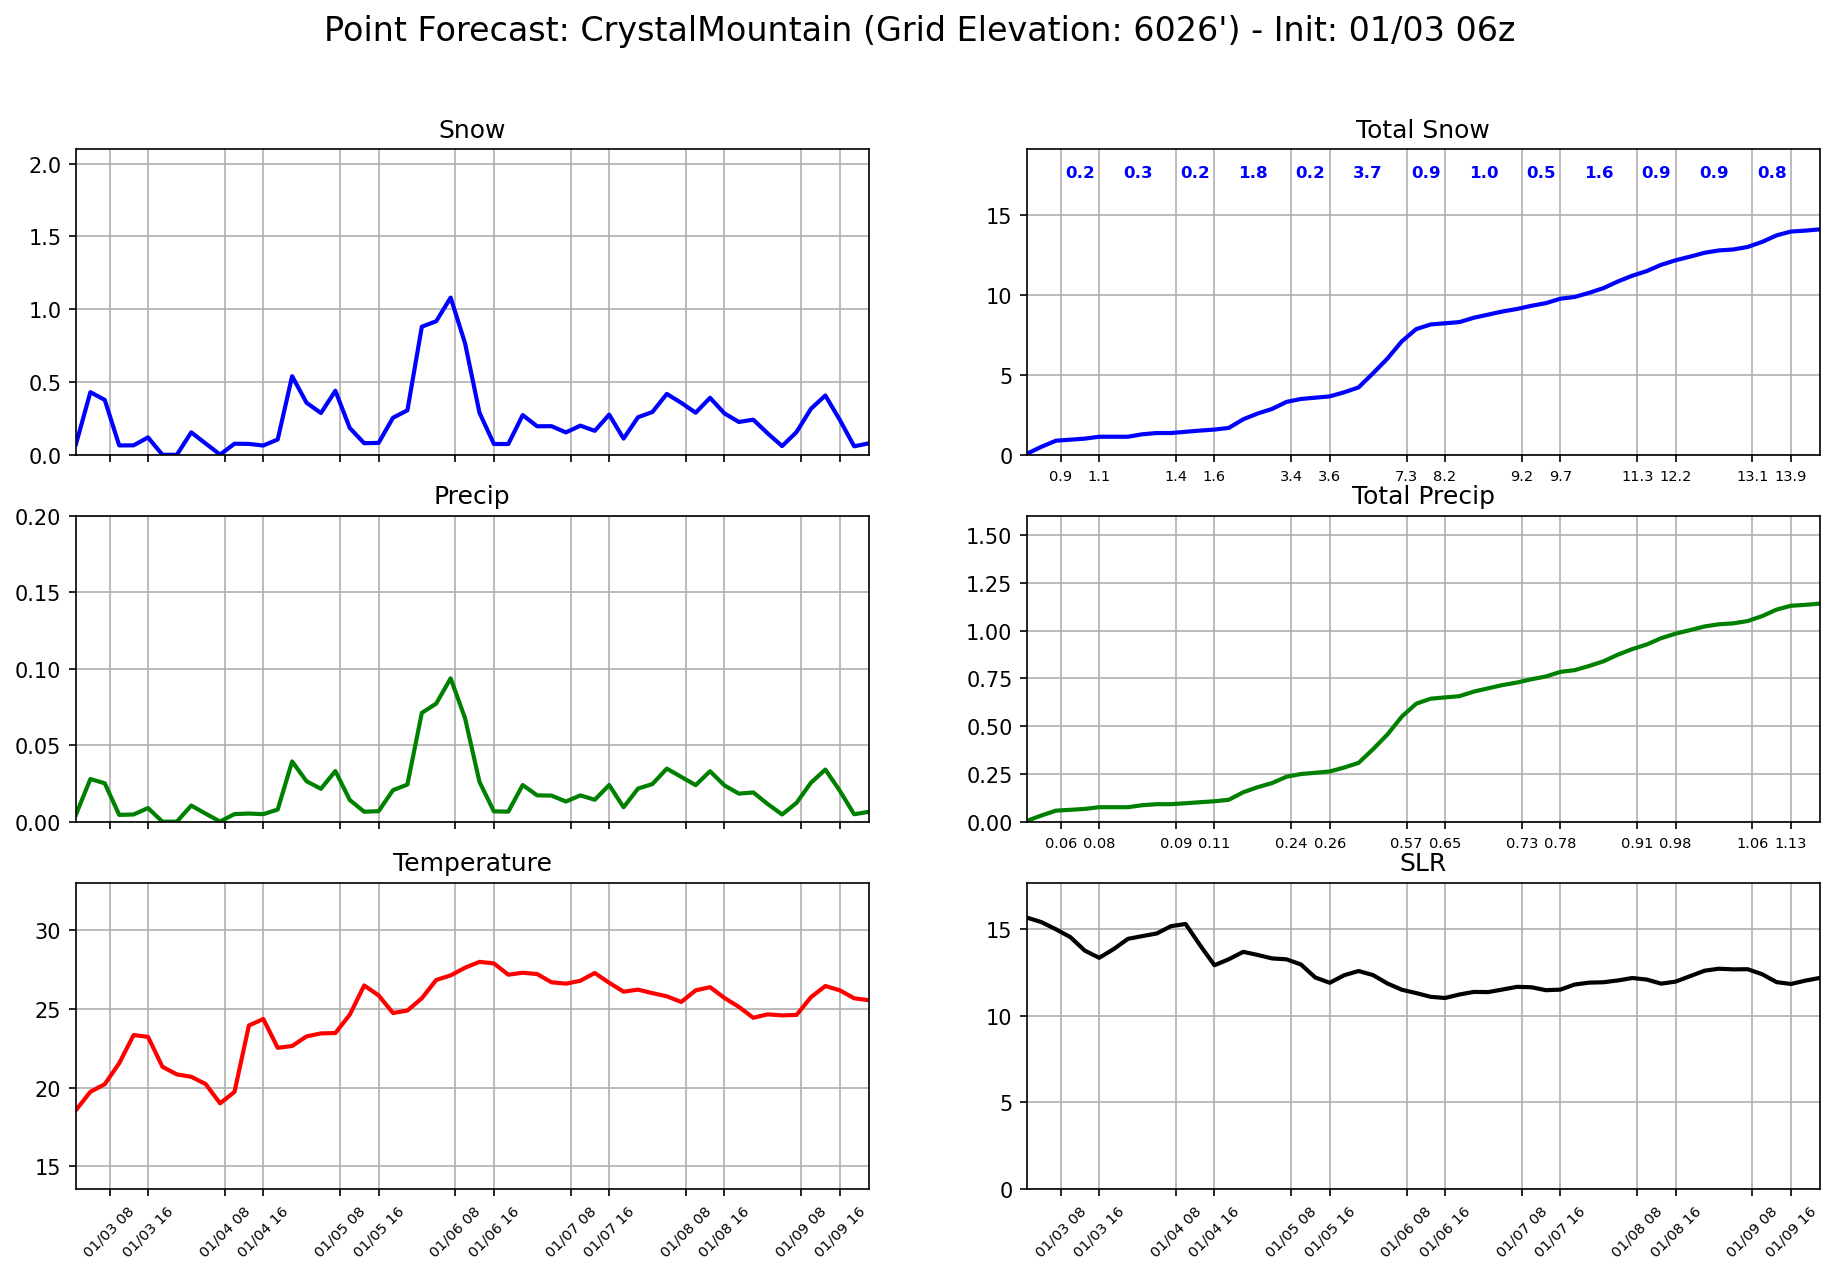 Point Forecast: CrystalMountain (Grid Elevation: 6026') - Init: 01/03 06z
Snow
2.0
1.5
1.0
0.5
0.0
Total Snow
0.2 0.3 0.2 1.8 0.2 3.7 0.9 1.0 0.5 1.6 0.9 0.9 0.8
15
10
5
0
0.9 1.1 1.4 1.6 3.4 3.6 7.3 8.2 9.2 9.7 11.3 12.2 13.1 13.9
Precip
0.20
0.15
0.10
0.05
0.00
Total Precip
1.50
1.25
1.00
0.75
0.50
0.25
0.00
0.06 0.08 0.09 0.11 0.24 0.26 0.57 0.65 0.73 0.78 0.91 0.98 1.06 1.13
Temperature
30
25
20
15
01/03 08 01/03 16 01/04 08 01/04 16 01/05 08 01/05 16 01/06 08 01/06 16 01/07 08 01/07 16 01/08 08 01/08 16 01/09 08 01/09 16
SLR
15
10
5
0
01/03 08 01/03 16 01/04 08 01/04 16 01/05 08 01/05 16 01/06 08 01/06 16 01/07 08 01/07 16 01/08 08 01/08 16 01/09 08 01/09 16